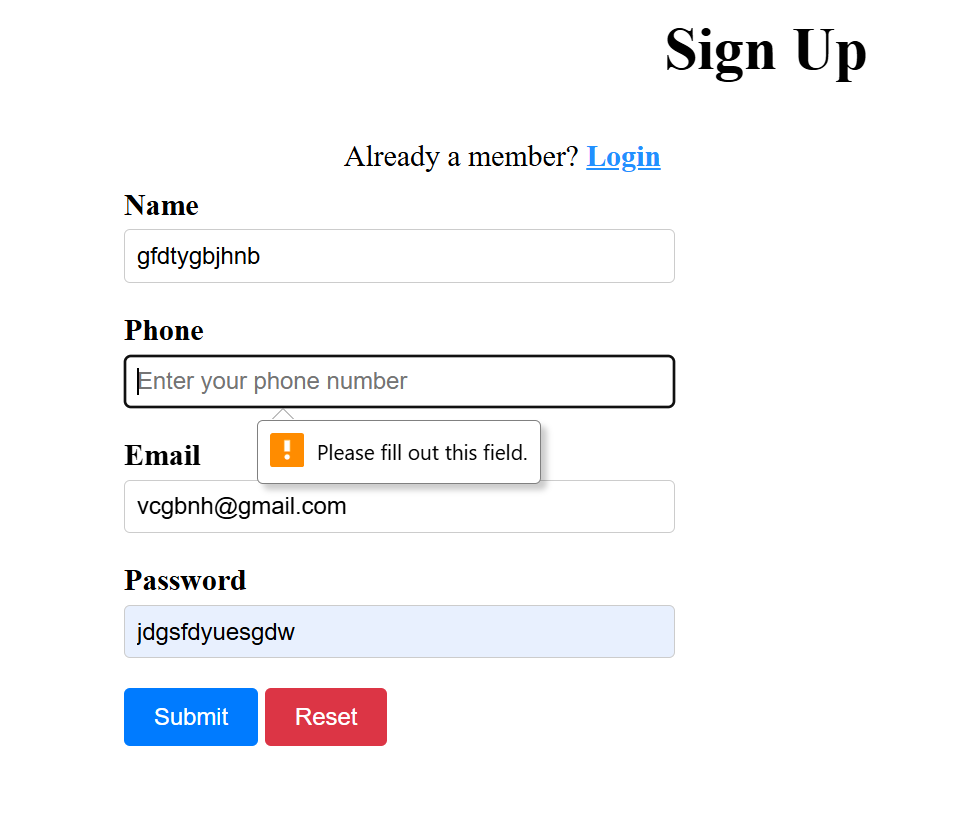 Sign Up
Already a member? Login
Name
gfdtygbjhnb
Phone
Enter your phone number
Please fill out this field.
Email
vcgbnh@gmail.com
Password
jdgsfdyuesgdw
Submit Reset